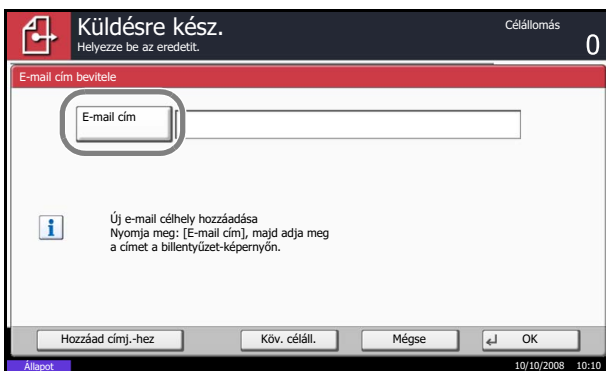 Küldésre kész.
Célállomás
Helyezze be az eredetit.
0
E-mail cím bevitele
E-mail cím
Új e-mail célhely hozzáadása
Nyomja meg: [E-mail cím], majd adja meg
a címet a billentyűzet-képernyőn.
Hozzáad címj.-hez
Köv. céláll.
Mégse
OK
Állapot
10/10/2008 10:10